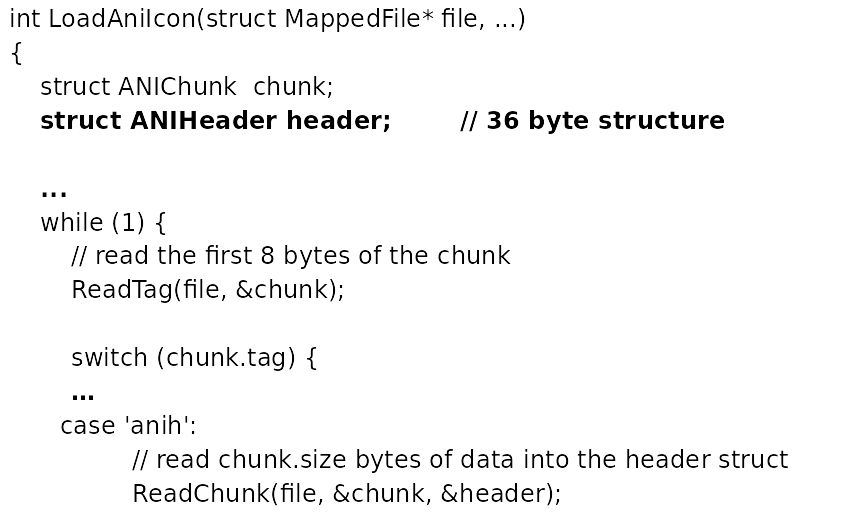 int LoadAniIcon(struct MappedFile* file, ...)
{
struct ANIChunk  chunk;
struct ANIHeader header;         // 36 byte structure
...
while (1) {
// read the first 8 bytes of the chunk
ReadTag(file, &chunk);
switch (chunk.tag) {
...
case 'anih':
// read chunk.size bytes of data into the header struct
ReadChunk(file, &chunk, &header);